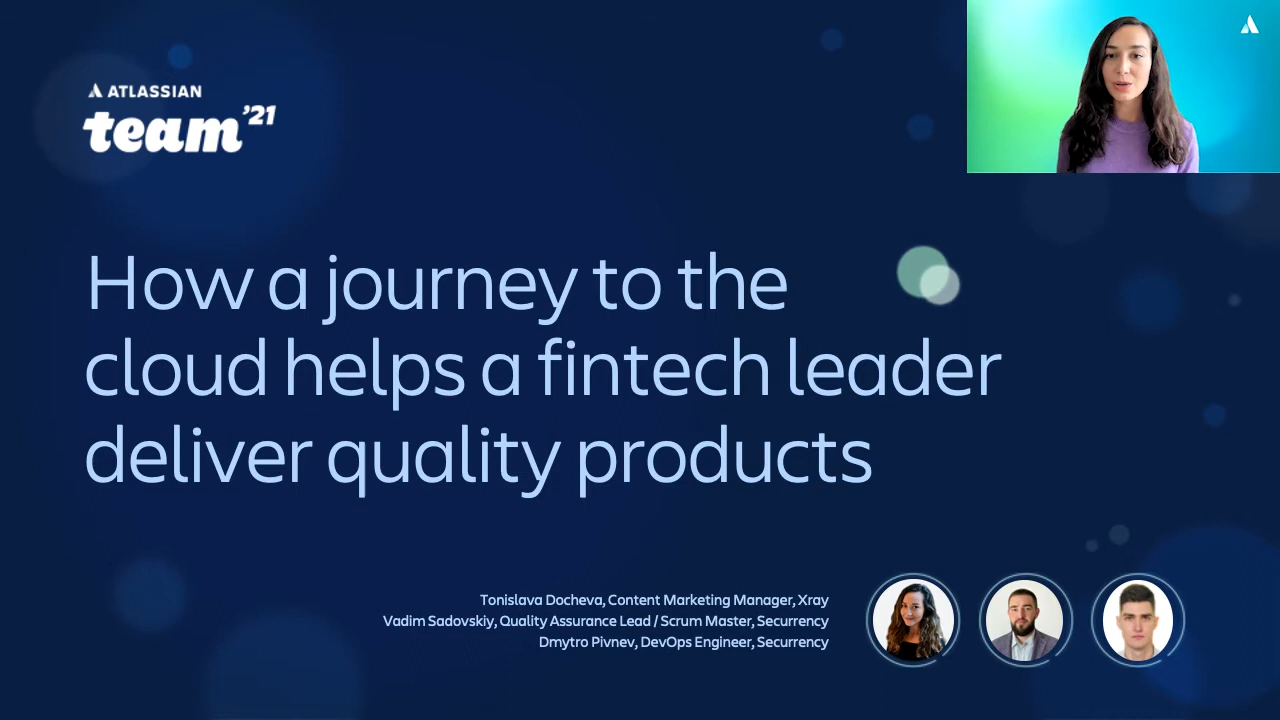 ATLASSIAN
team'21
How a journey to the
cloud helps a fintech leader
deliver quality products
Tonislava Docheva, Content Marketing Manager, Xray
Vadim Sadovskiy, Quality Assurance Lead / Scrum Master, Securrency
Dmytro Pivnev, DevOps Engineer, Securrency